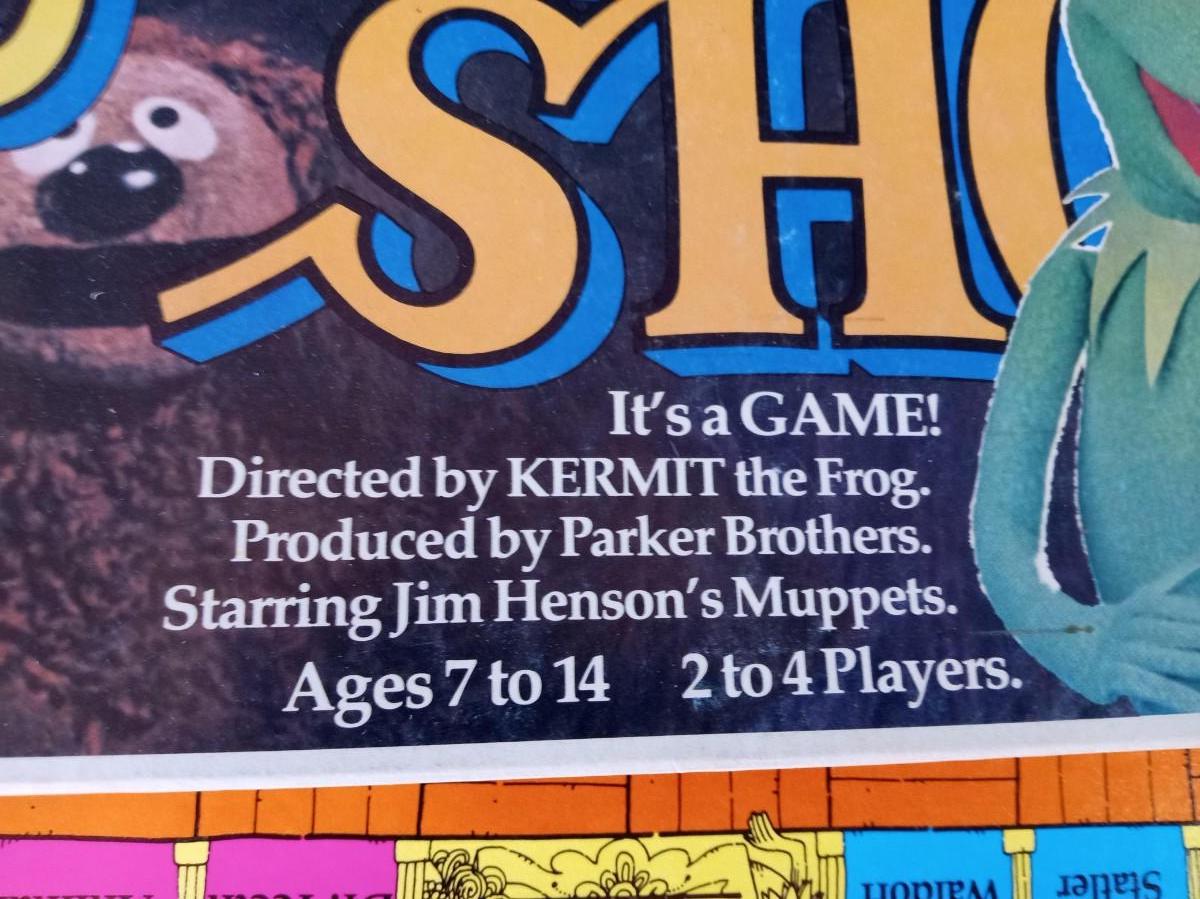 SHO
It's a GAME!
Directed by KERMIT the Frog.
Produced by Parker Brothers.
Starring Jim Henson's Muppets.
Ages 7 to 14 2 to 4 Players.
Waldorf
Statler